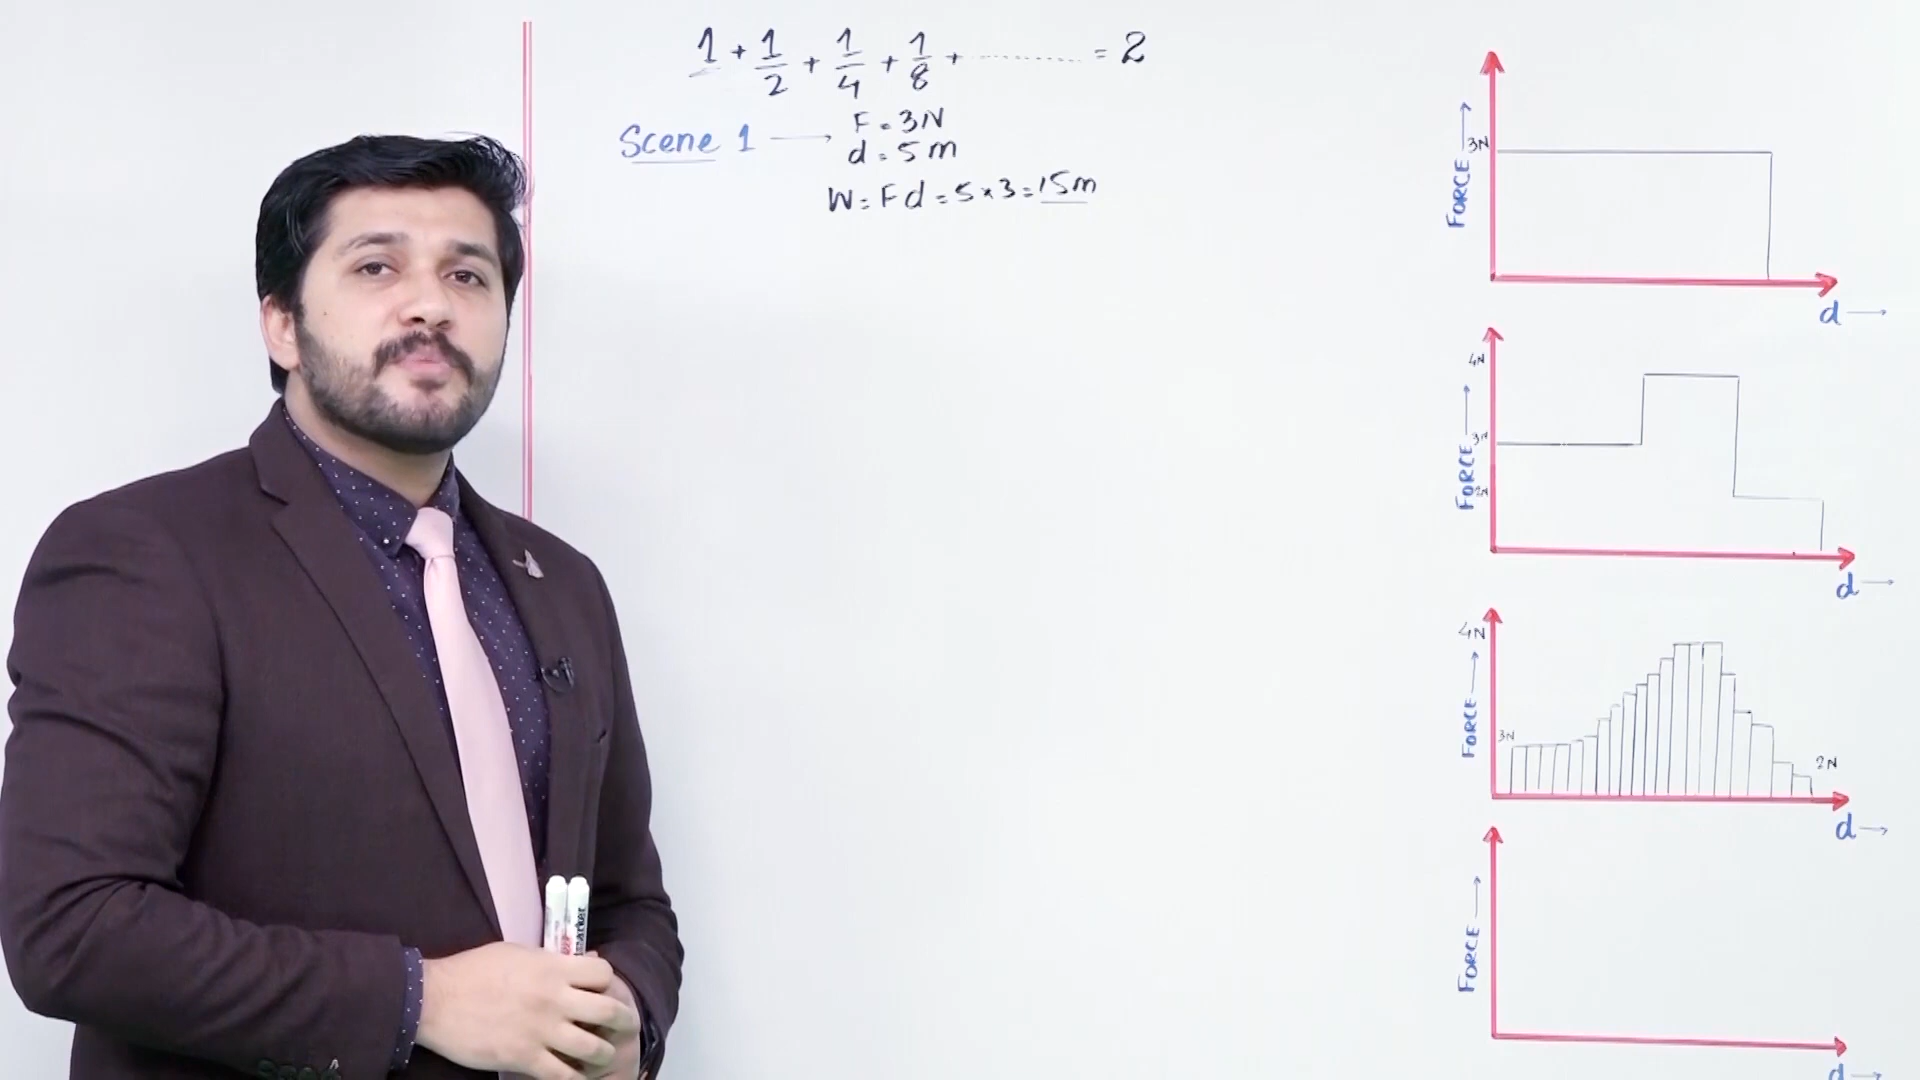 1 + 1/2 + 1/4 + 1/8 + ............ = 2
Scene 1 →
F = 3N
d = 5m
W = Fd = 5 × 3 = 15m
FORCE →
3N
d →
FORCE →
4N
3N
2N
d →
FORCE →
4N
3N
2N
d →
FORCE →
d →
marker